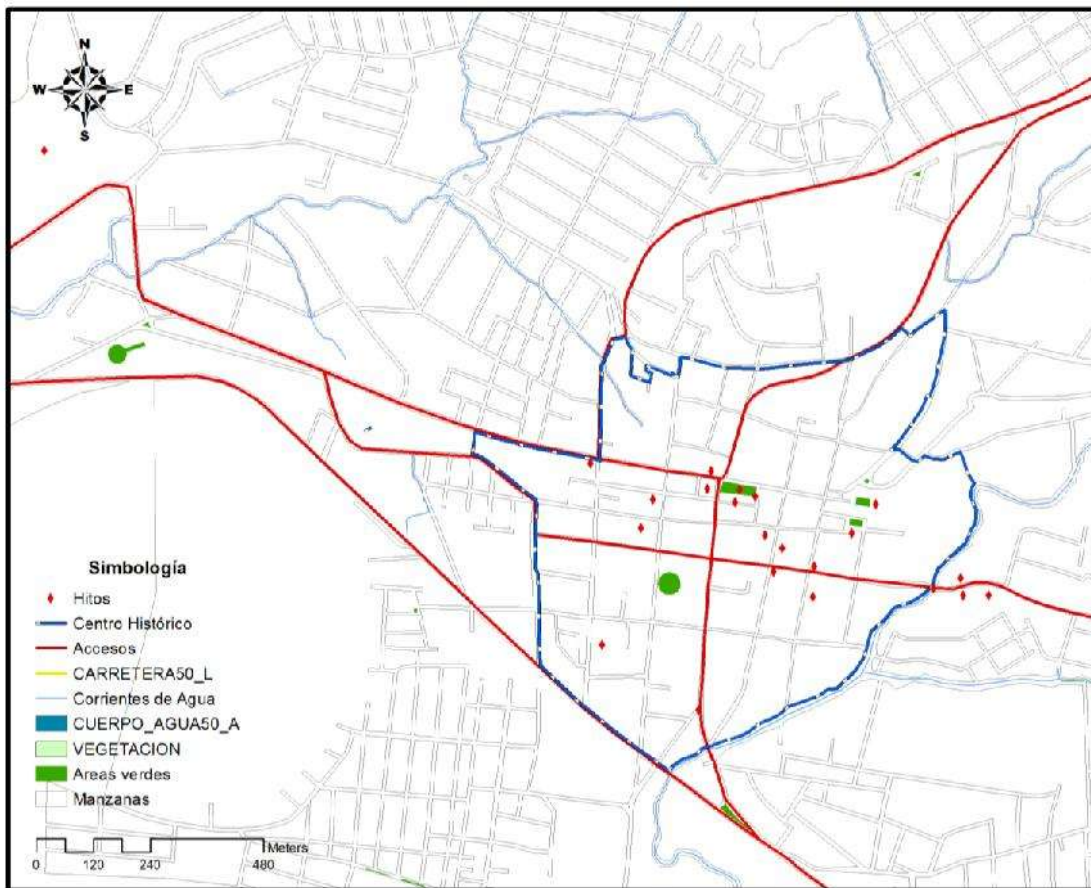 N
W E
S
Simbología
Hitos
Centro Histórico
Accesos
CARRETERA50_L
Corrientes de Agua
CUERPO_AGUA50_A
VEGETACION
Areas verdes
Manzanas
Meters
0 120 240 480